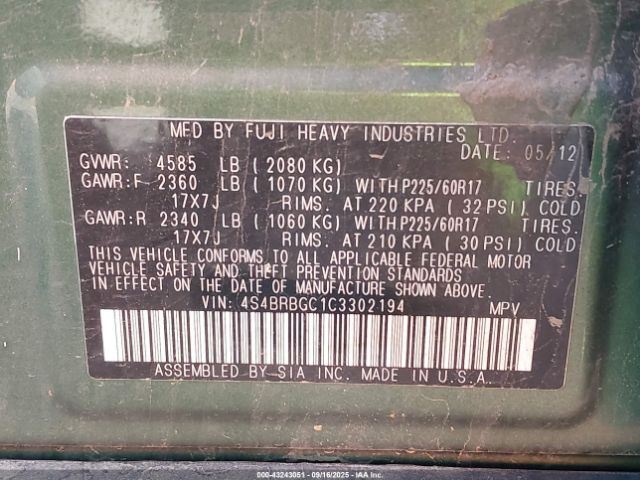 MFD BY FUJI HEAVY INDUSTRIES LTD.
DATE: 05/12
GVWR: 4585 LB ( 2080 KG)
GAWR:F 2360 LB ( 1070 KG) WITH P225/60R17 TIRES.
17X7J RIMS. AT 220 KPA ( 32 PSI) COLD
GAWR:R 2340 LB ( 1060 KG) WITH P225/60R17 TIRES.
17X7J RIMS. AT 210 KPA ( 30 PSI) COLD
THIS VEHICLE CONFORMS TO ALL APPLICABLE FEDERAL MOTOR
VEHICLE SAFETY AND THEFT PREVENTION STANDARDS
IN EFFECT ON THE DATE OF MANUFACTURE SHOWN ABOVE.
VIN: 4S4BRBGC1C3302194 MPV
ASSEMBLED BY SIA INC. MADE IN U.S.A.
000-43243051 - 09/16/2025 - IAAI.COM